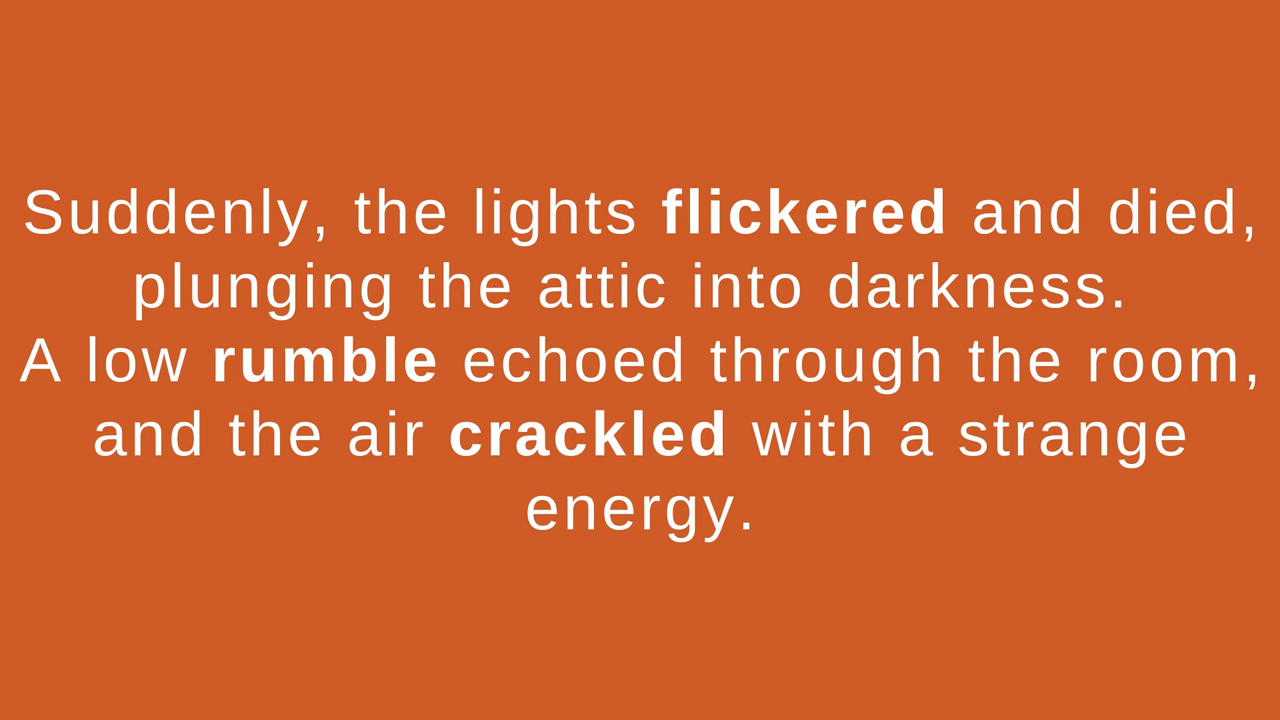 Suddenly, the lights flickered and died,
plunging the attic into darkness.
A low rumble echoed through the room,
and the air crackled with a strange
energy.